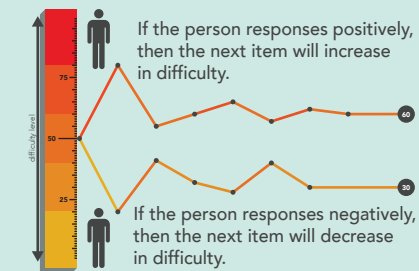 If the person responses positively,
then the next item will increase
in difficulty.
75
60
difficulty level
50
30
25
If the person responses negatively,
then the next item will decrease
in difficulty.